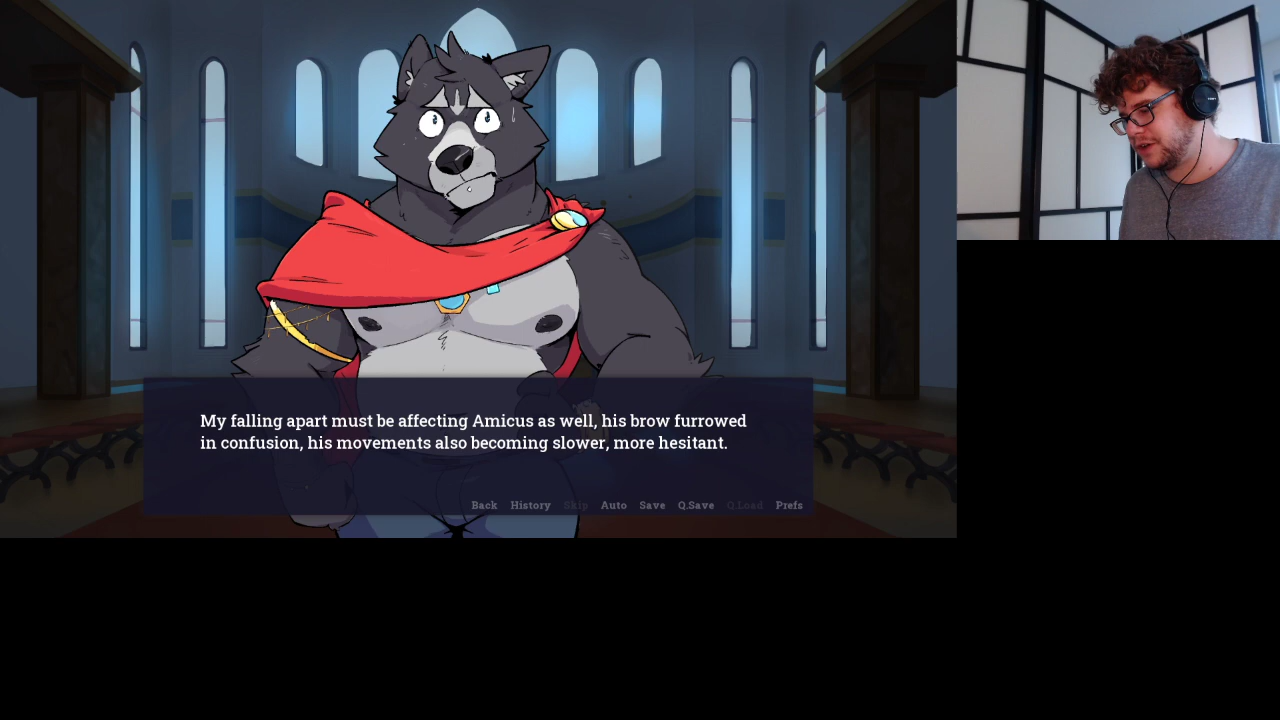 My falling apart must be affecting Amicus as well, his brow furrowed
in confusion, his movements also becoming slower, more hesitant.
Back History Skip Auto Save Q.Save Q.Load Prefs